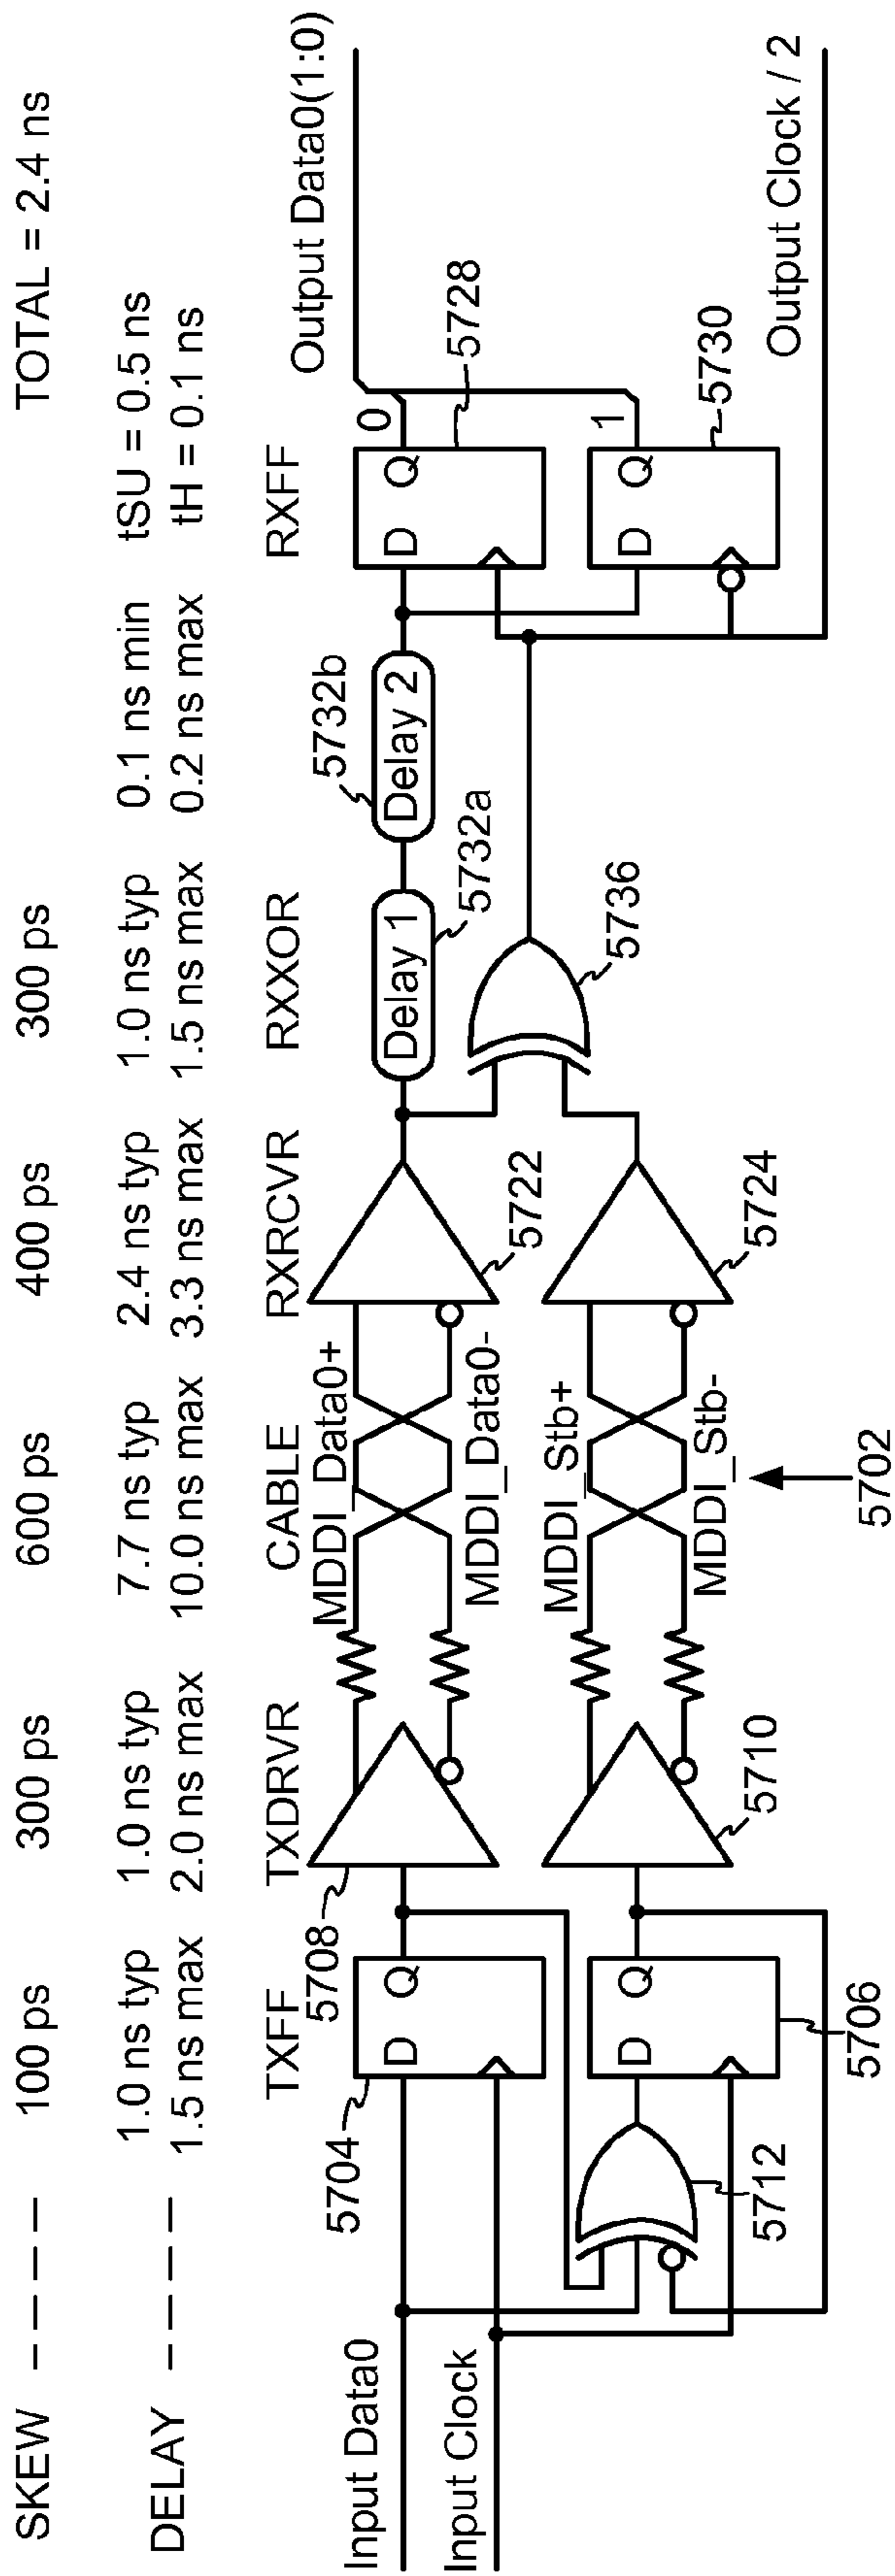 SKEW - - - - 100 ps 300 ps 600 ps 400 ps 300 ps TOTAL = 2.4 ns
DELAY - - - - 1.0 ns typ 1.0 ns typ 7.7 ns typ 2.4 ns typ 1.0 ns typ 0.1 ns min tSU = 0.5 ns
1.5 ns max 2.0 ns max 10.0 ns max 3.3 ns max 1.5 ns max 0.2 ns max tH = 0.1 ns
TXFF TXDRVR CABLE RXRCVR RXXOR RXFF
Input Data0
Input Clock
5704
D Q
5708
MDDI_Data0+
MDDI_Data0-
5722
Delay 1
5732a
Delay 2
5732b
D Q
0
5728
Output Data0(1:0)
5712
D Q
5706
5710
MDDI_Stb+
MDDI_Stb-
5702
5724
5736
D Q
1
5730
Output Clock / 2